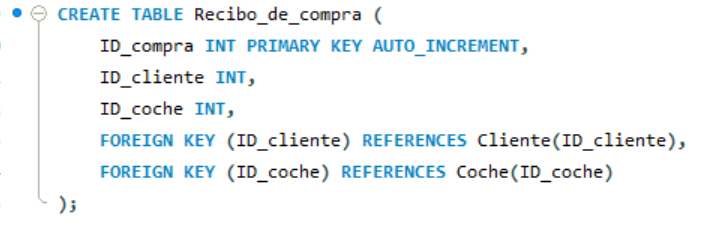 CREATE TABLE Recibo_de_compra (
ID_compra INT PRIMARY KEY AUTO_INCREMENT,
ID_cliente INT,
ID_coche INT,
FOREIGN KEY (ID_cliente) REFERENCES Cliente(ID_cliente),
FOREIGN KEY (ID_coche) REFERENCES Coche(ID_coche)
);